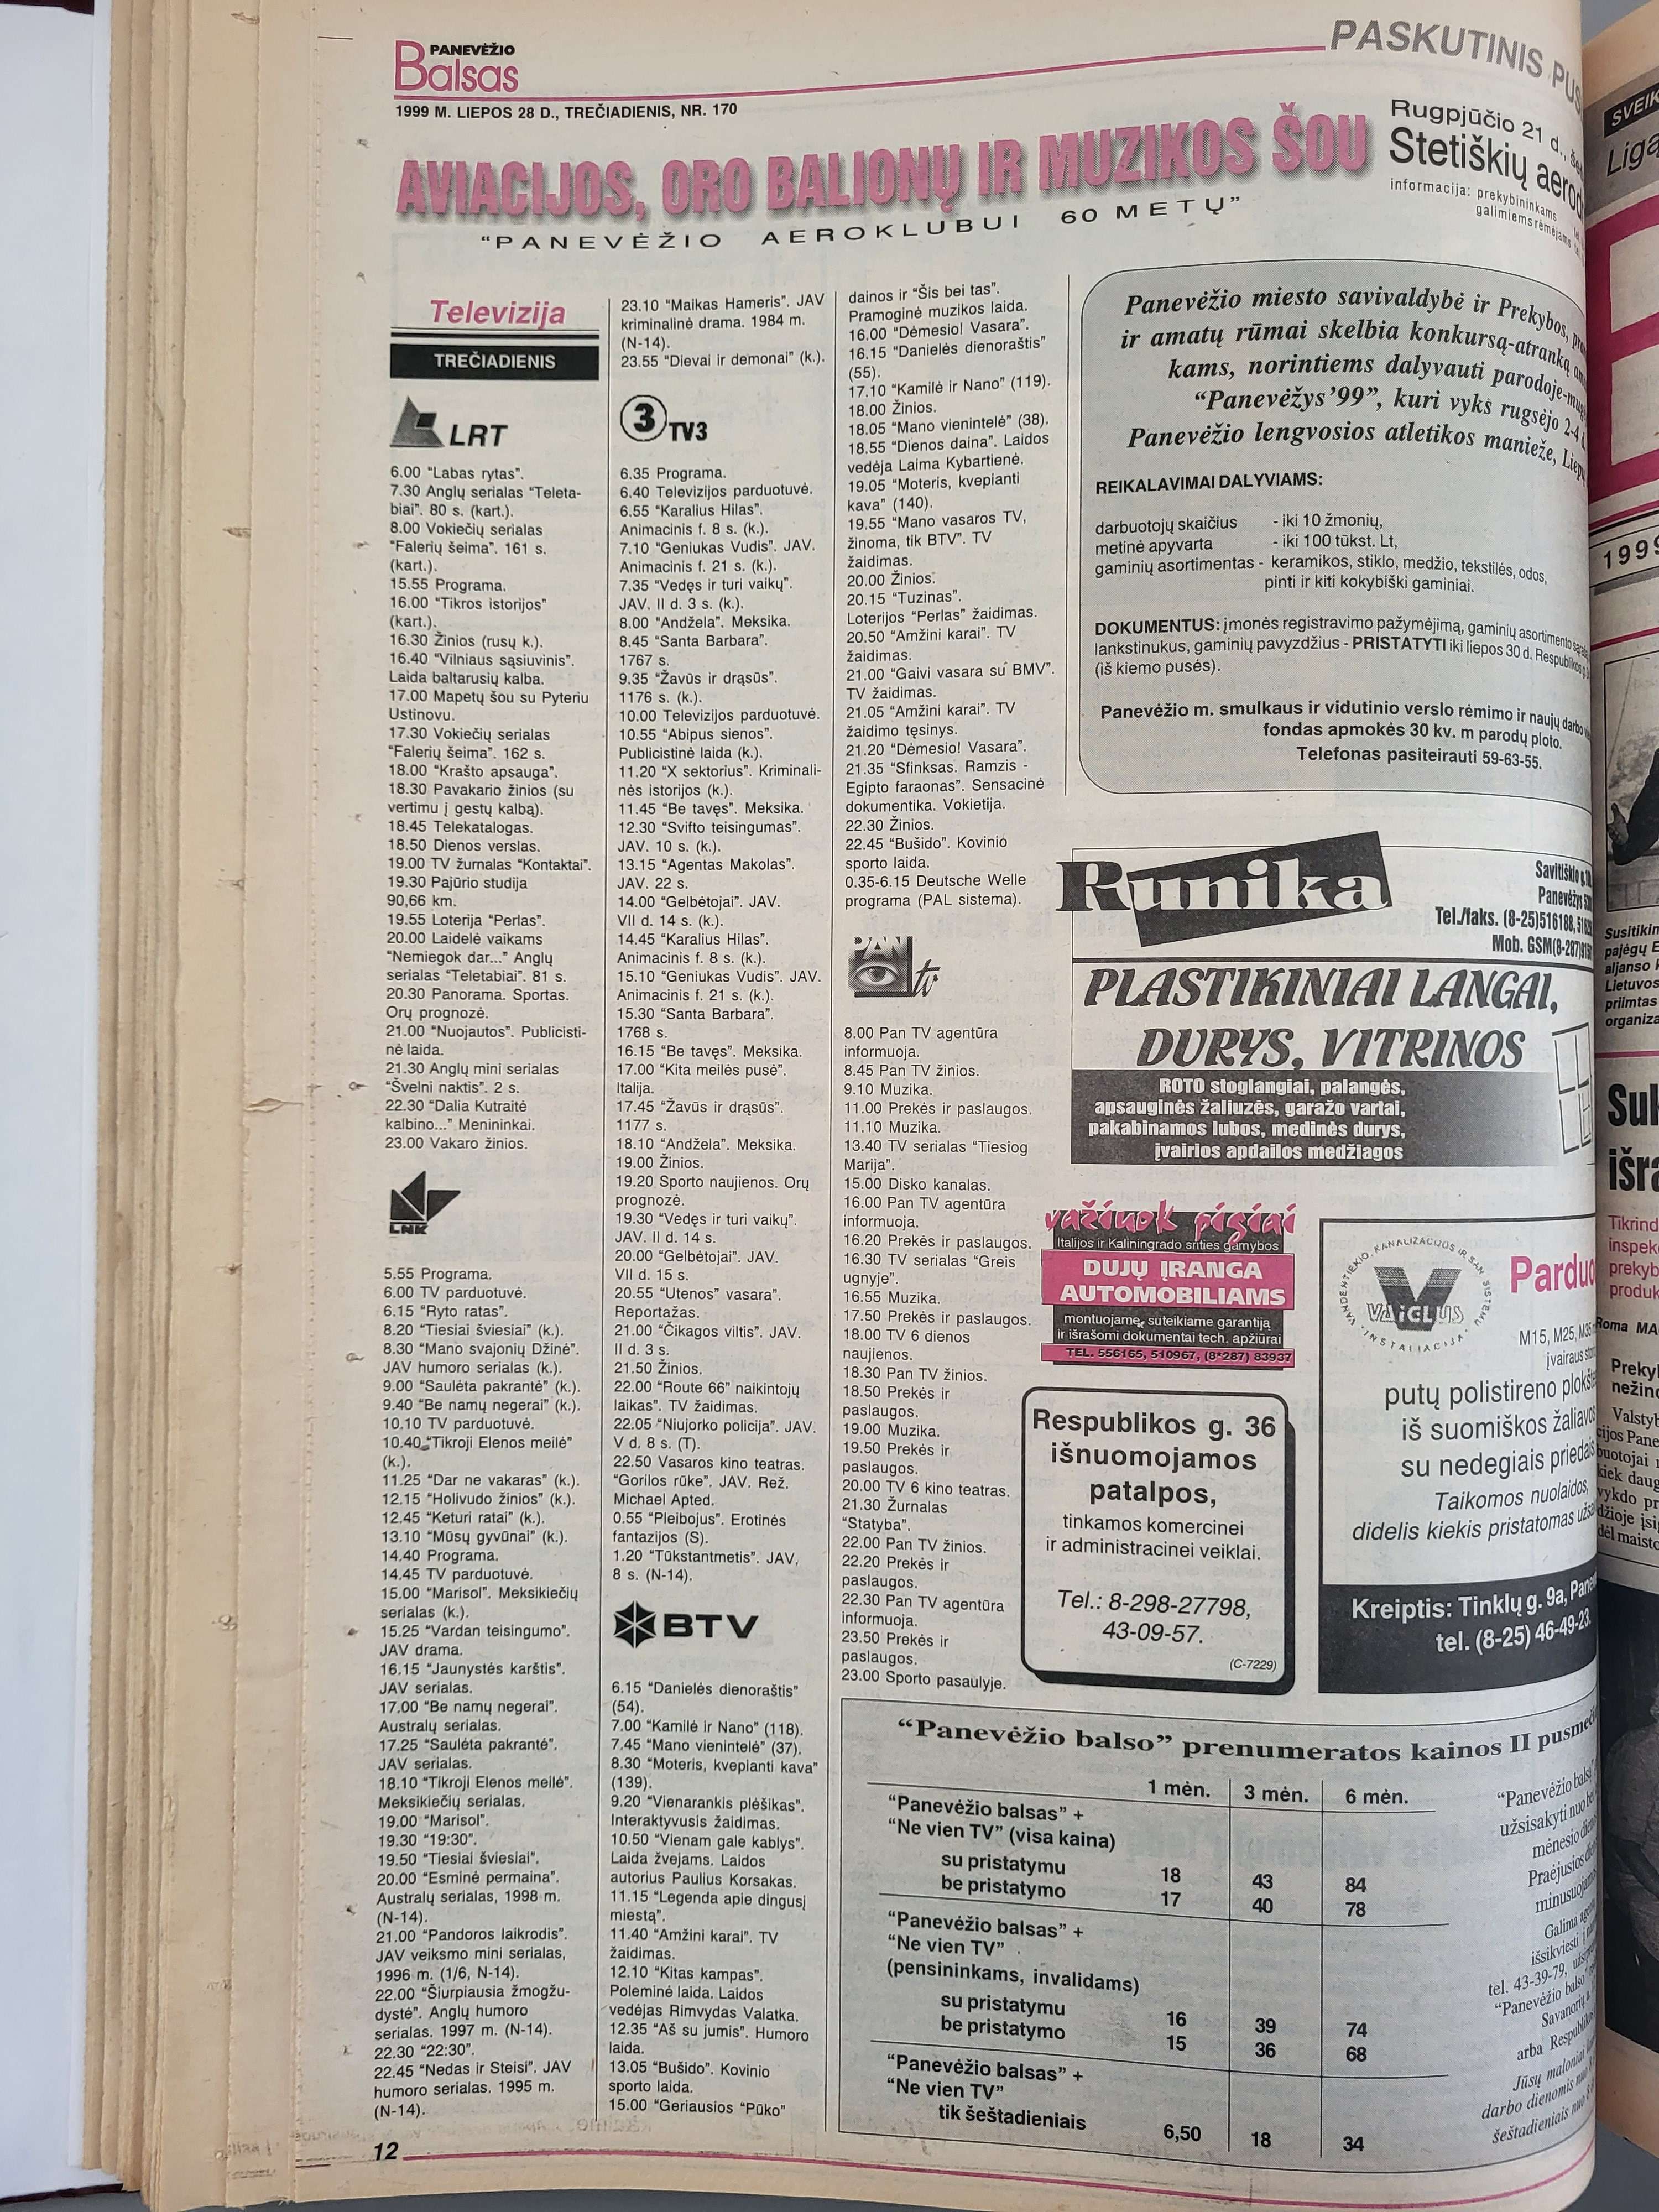 PANEVĖŽIO
Balsas
PASKUTINIS
1999 M. LIEPOS 28 D., TREČIADIENIS, NR. 170
AVIACIJOS, ORO BALIONŲ IR MUZIKOS ŠOU
“PANEVĖŽIO AEROKLUBUI 60 METŲ”
Rugpjūčio 21 d.,
Stetiškių
informacija: prekybininkams
galimiems rėmėjams
Televizija
TREČIADIENIS
LRT
6.00 “Labas rytas”.
7.30 Anglų serialas “Teleta-
biai”. 80 s. (kart.).
8.00 Vokiečių serialas
“Falerių šeima”. 161 s.
(kart.).
15.55 Programa.
16.00 “Tikros istorijos”
(kart.).
16.30 Žinios (rusų k.).
16.40 “Vilniaus sąsiuvinis”.
Laida baltarusių kalba.
17.00 Mapetų šou su Pyteriu
Ustinovu.
17.30 Vokiečių serialas
“Falerių šeima”. 162 s.
18.00 “Krašto apsauga”.
18.30 Pavakario žinios (su
vertimu į gestų kalbą).
18.45 Telekatalogas.
18.50 Dienos verslas.
19.00 TV žurnalas “Kontaktai”.
19.30 Pajūrio studija
90,66 km.
19.55 Loterija “Perlas”.
20.00 Laidelė vaikams
“Nemiegok dar...” Anglų
serialas “Teletabiai”. 81 s.
20.30 Panorama. Sportas.
Orų prognozė.
21.00 “Nuojautos”. Publicisti-
nė laida.
21.30 Anglų mini serialas
“Švelni naktis”. 2 s.
22.30 “Dalia Kutraitė
kalbino...” Menininkai.
23.00 Vakaro žinios.
LNK
5.55 Programa.
6.00 TV parduotuvė.
6.15 “Ryto ratas”.
8.20 “Tiesiai šviesiai” (k.).
8.30 “Mano svajonių Džinė”.
JAV humoro serialas (k.).
9.00 “Saulėta pakrantė” (k.).
9.40 “Be namų negerai” (k.).
10.10 TV parduotuvė.
10.40 “Tikroji Elenos meilė”
(k.).
11.25 “Dar ne vakaras” (k.).
12.15 “Holivudo žinios” (k.).
12.45 “Keturi ratai” (k.).
13.10 “Mūsų gyvūnai” (k.).
14.40 Programa.
14.45 TV parduotuvė.
15.00 “Marisol”. Meksikiečių
serialas (k.).
15.25 “Vardan teisingumo”.
JAV drama.
16.15 “Jaunystės karštis”.
JAV serialas.
17.00 “Be namų negerai”.
Australų serialas.
17.25 “Saulėta pakrantė”.
JAV serialas.
18.10 “Tikroji Elenos meilė”.
Meksikiečių serialas.
19.00 “Marisol”.
19.30 “19:30”.
19.50 “Tiesiai šviesiai”.
20.00 “Esminė permaina”.
Australų serialas, 1998 m.
(N-14).
21.00 “Pandoros laikrodis”.
JAV veiksmo mini serialas,
1996 m. (1/6, N-14).
22.00 “Šiurpiausia žmogžu-
dystė”. Anglų humoro
serialas. 1997 m. (N-14).
22.30 “22:30”.
22.45 “Nedas ir Steisi”. JAV
humoro serialas. 1995 m.
(N-14).
23.10 “Maikas Hameris”. JAV
kriminalinė drama. 1984 m.
(N-14).
23.55 “Dievai ir demonai” (k.).
3 TV3
6.35 Programa.
6.40 Televizijos parduotuvė.
6.55 “Karalius Hilas”.
Animacinis f. 8 s. (k.).
7.10 “Geniukas Vudis”. JAV.
Animacinis f. 21 s. (k.).
7.35 “Vedęs ir turi vaikų”.
JAV. II d. 3 s. (k.).
8.00 “Andžela”. Meksika.
8.45 “Santa Barbara”.
1767 s.
9.35 “Žavūs ir drąsūs”.
1176 s. (k.).
10.00 Televizijos parduotuvė.
10.55 “Abipus sienos”.
Publicistinė laida (k.).
11.20 “X sektorius”. Kriminali-
nės istorijos (k.).
11.45 “Be tavęs”. Meksika.
12.30 “Svifto teisingumas”.
JAV. 10 s. (k.).
13.15 “Agentas Makolas”.
JAV. 22 s.
14.00 “Gelbėtojai”. JAV.
VII d. 14 s. (k.).
14.45 “Karalius Hilas”.
Animacinis f. 8 s. (k.).
15.10 “Geniukas Vudis”. JAV.
Animacinis f. 21 s. (k.).
15.30 “Santa Barbara”.
1768 s.
16.15 “Be tavęs”. Meksika.
17.00 “Kita meilės pusė”.
Italija.
17.45 “Žavūs ir drąsūs”.
1177 s.
18.10 “Andžela”. Meksika.
19.00 Žinios.
19.20 Sporto naujienos. Orų
prognozė.
19.30 “Vedęs ir turi vaikų”.
JAV. II d. 14 s.
20.00 “Gelbėtojai”. JAV.
VII d. 15 s.
20.55 “Utenos” vasara”.
Reportažas.
21.00 “Čikagos viltis”. JAV.
II d. 3 s.
21.50 Žinios.
22.00 “Route 66” naikintojų
laikas”. TV žaidimas.
22.05 “Niujorko policija”. JAV.
V d. 8 s. (T).
22.50 Vasaros kino teatras.
“Gorilos rūke”. JAV. Rež.
Michael Apted.
0.55 “Pleibojus”. Erotinės
fantazijos (S).
1.20 “Tūkstantmetis”. JAV,
8 s. (N-14).
BTV
6.15 “Danielės dienoraštis”
(54).
7.00 “Kamilė ir Nano” (118).
7.45 “Mano vienintelė” (37).
8.30 “Moteris, kvepianti kava”
(139).
9.20 “Vienarankis plėšikas”.
Interaktyvusis žaidimas.
10.50 “Vienam gale kablys”.
Laida žvejams. Laidos
autorius Paulius Korsakas.
11.15 “Legenda apie dingusį
miestą”.
11.40 “Amžini karai”. TV
žaidimas.
12.10 “Kitas kampas”.
Poleminė laida. Laidos
vedėjas Rimvydas Valatka.
12.35 “Aš su jumis”. Humoro
laida.
13.05 “Bušido”. Kovinio
sporto laida.
15.00 “Geriausios “Pūko”
dainos ir “Šis bei tas”.
Pramoginė muzikos laida.
16.00 “Dėmesio! Vasara”.
16.15 “Danielės dienoraštis”
(55).
17.10 “Kamilė ir Nano” (119).
18.00 Žinios.
18.05 “Mano vienintelė” (38).
18.55 “Dienos daina”. Laidos
vedėja Laima Kybartienė.
19.05 “Moteris, kvepianti
kava” (140).
19.55 “Mano vasaros TV,
žinoma, tik BTV”. TV
žaidimas.
20.00 Žinios.
20.15 “Tuzinas”.
Loterijos “Perlas” žaidimas.
20.50 “Amžini karai”. TV
žaidimas.
21.00 “Gaivi vasara su BMV”.
TV žaidimas.
21.05 “Amžini karai”. TV
žaidimo tęsinys.
21.20 “Dėmesio! Vasara”.
21.35 “Sfinksas. Ramzis -
Egipto faraonas”. Sensacinė
dokumentika. Vokietija.
22.30 Žinios.
22.45 “Bušido”. Kovinio
sporto laida.
0.35-6.15 Deutsche Welle
programa (PAL sistema).
PAN tv
8.00 Pan TV agentūra
informuoja.
8.45 Pan TV žinios.
9.10 Muzika.
11.00 Prekės ir paslaugos.
11.10 Muzika.
13.40 TV serialas “Tiesiog
Marija”.
15.00 Disko kanalas.
16.00 Pan TV agentūra
informuoja.
16.20 Prekės ir paslaugos.
16.30 TV serialas “Greis
ugnyje”.
16.55 Muzika.
17.50 Prekės ir paslaugos.
18.00 TV 6 dienos
naujienos.
18.30 Pan TV žinios.
18.50 Prekės ir
paslaugos.
19.00 Muzika.
19.50 Prekės ir
paslaugos.
20.00 TV 6 kino teatras.
21.30 Žurnalas
“Statyba”.
22.00 Pan TV žinios.
22.20 Prekės ir
paslaugos.
22.30 Pan TV agentūra
informuoja.
23.50 Prekės ir
paslaugos.
23.00 Sporto pasaulyje.
Panevėžio miesto savivaldybė ir Prekybos,
ir amatų rūmai skelbia konkursą-atranką
kams, norintiems dalyvauti
“Panevėžys’99”, kuri vyks rugsėjo 2-4
Panevėžio lengvosios atletikos manieže,
REIKALAVIMAI DALYVIAMS:
darbuotojų skaičius - iki 10 žmonių,
metinė apyvarta - iki 100 tūkst. Lt,
gaminių asortimentas - keramikos, stiklo, medžio, tekstilės, odos,
pinti ir kiti kokybiški gaminiai.
DOKUMENTUS: įmonės registravimo pažymėjimą, gaminių asortimento
lankstinukus, gaminių pavyzdžius - PRISTATYTI iki liepos 30 d. Respublikos
(iš kiemo pusės).
Panevėžio m. smulkaus ir vidutinio verslo rėmimo ir naujų darbo
fondas apmokės 30 kv. m parodų ploto.
Telefonas pasiteirauti 59-63-55.
Runika
Savitiškio
Panevėžys
Tel./faks. (8-25)516188,
Mob. GSM(8-287)
PLASTIKINIAI LANGAI,
DURYS, VITRINOS
ROTO stoglangiai, palangės,
apsauginės žaliuzės, garažo vartai,
pakabinamos lubos, medinės durys,
įvairios apdailos medžiagos
važinok pigiai
Italijos ir Kaliningrado srities gamybos
DUJŲ ĮRANGA
AUTOMOBILIAMS
montuojame, suteikiame garantiją
ir išrašomi dokumentai tech. apžiūrai
TEL. 556165, 510967, (8*287) 83937
Respublikos g. 36
išnuomojamos
patalpos,
tinkamos komercinei
ir administracinei veiklai.
Tel.: 8-298-27798,
43-09-57.
(C-7229)
VANDENTIEKIO, KANALIZACIJOS IR SAN. SISTEMŲ
INSTALIACIJA
VAIGLUS
M15, M25, M35
įvairaus
putų polistireno
iš suomiškos žaliavos
su nedegiais priedais
Taikomos nuolaidos,
didelis kiekis pristatomas
Kreiptis: Tinklų g. 9a,
tel. (8-25) 46-49-23.
“Panevėžio balso” prenumeratos kainos II
1 mėn. 3 mėn. 6 mėn.
“Panevėžio balsas” +
“Ne vien TV” (visa kaina)
su pristatymu 18 43 84
be pristatymo 17 40 78
“Panevėžio balsas” +
“Ne vien TV”
(pensininkams, invalidams)
su pristatymu 16 39 74
be pristatymo 15 36 68
“Panevėžio balsas” +
“Ne vien TV”
tik šeštadieniais 6,50 18 34
“Panevėžio
užsisakyti nuo
mėnesio
Praėjusios
Galima
išsikviesti į
tel. 43-39-79,
“Panevėžio balso”
Savanorių
arba
Jūsų maloniai
darbo dienomis nuo
šeštadieniais nuo
12